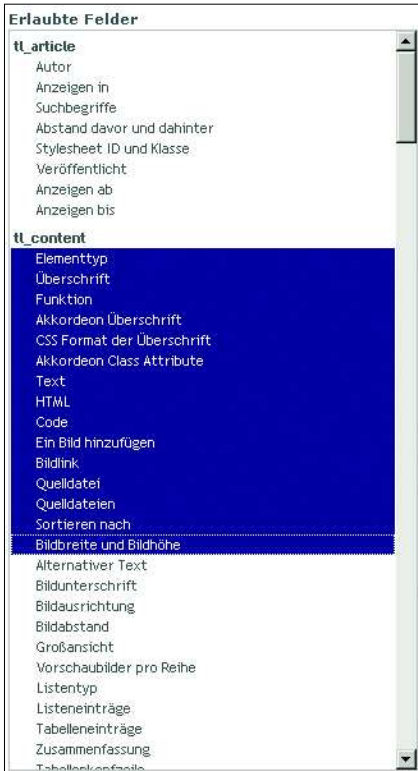 Erlaubte Felder
tl_article
Autor
Anzeigen in
Suchbegriffe
Abstand davor und dahinter
Stylesheet ID und Klasse
Veröffentlicht
Anzeigen ab
Anzeigen bis
tl_content
Elementtyp
Überschrift
Funktion
Akkordeon Überschrift
CSS Format der Überschrift
Akkordeon Class Attribute
Text
HTML
Code
Ein Bild hinzufügen
Bildlink
Quelldatei
Quelldateien
Sortieren nach
Bildbreite und Bildhöhe
Alternativer Text
Bildunterschrift
Bildausrichtung
Bildabstand
Großansicht
Vorschaubilder pro Reihe
Listentyp
Listeneinträge
Tabelleneinträge
Zusammenfassung
Tabellenkopfzeile